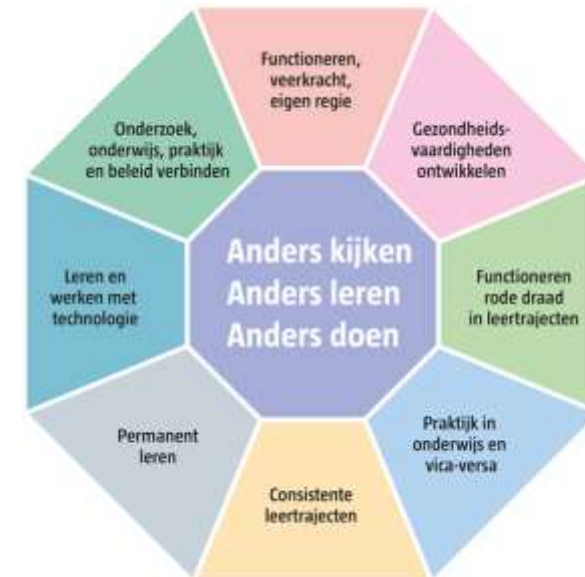 Functioneren,
veerkracht,
eigen regie
Gezondheids-
vaardigheden
ontwikkelen
Functioneren
rode draad
in leertrajecten
Praktijk in
onderwijs en
vica-versa
Consistente
leertrajecten
Permanent
leren
Leren en
werken met
technologie
Onderzoek,
onderwijs, praktijk
en beleid verbinden
Anders kijken
Anders leren
Anders doen